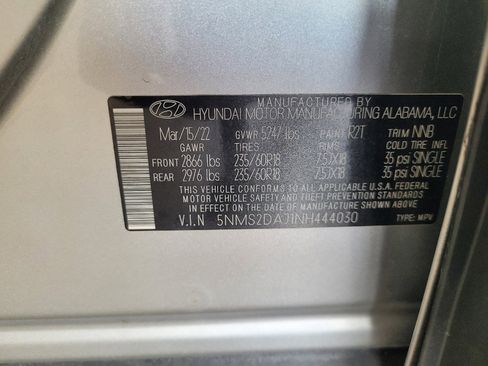 MANUFACTURED BY
HYUNDAI MOTOR MANUFACTURING ALABAMA, LLC
Mar/15/22 GVWR 5247 lbs PAINT R2T TRIM NNB
GAWR TIRES RIMS COLD TIRE INFL
FRONT 2866 lbs 235/60R18 7.5JX18 35 psi SINGLE
REAR 2976 lbs 235/60R18 7.5JX18 35 psi SINGLE
THIS VEHICLE CONFORMS TO ALL APPLICABLE U.S.A. FEDERAL
MOTOR VEHICLE SAFETY AND THEFT PREVENTION STANDARDS
IN EFFECT ON THE DATE OF MANUFACTURE SHOWN ABOVE
V.I.N 5NMS2DAJ1NH444030 TYPE: MPV